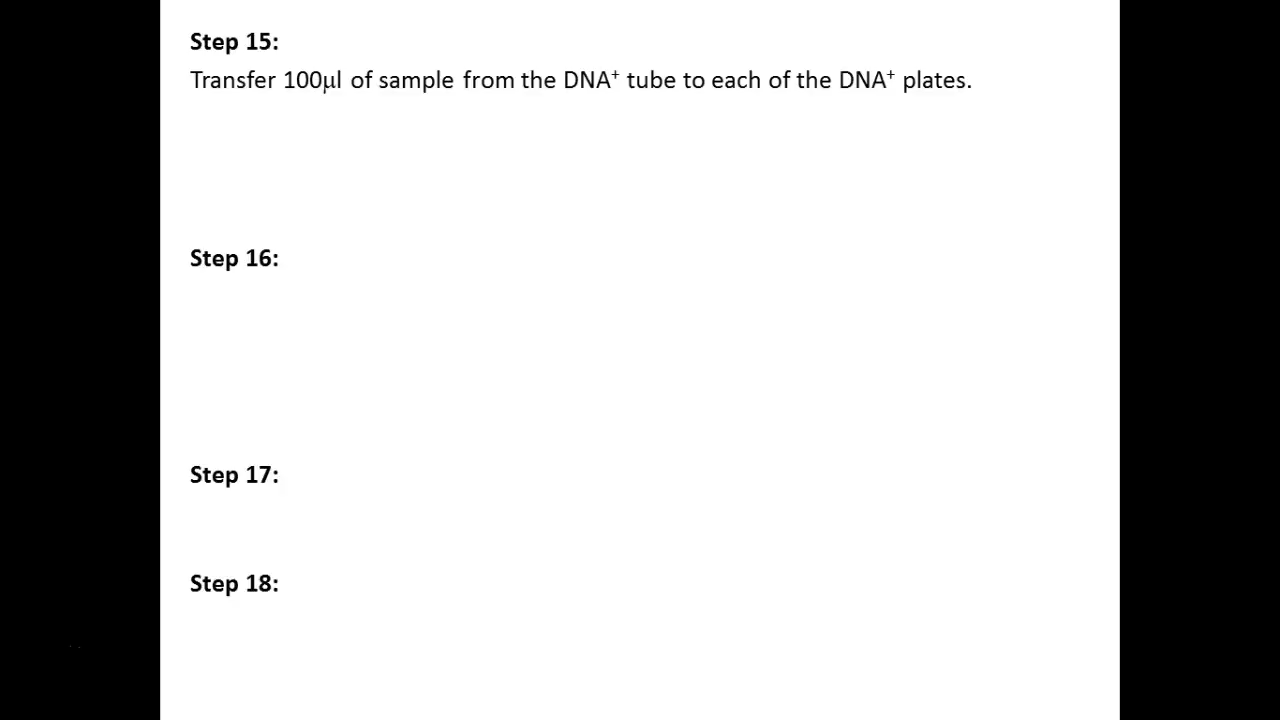 Step 15:
Transfer 100µl of sample from the DNA⁺ tube to each of the DNA⁺ plates.
Step 16:
Step 17:
Step 18: